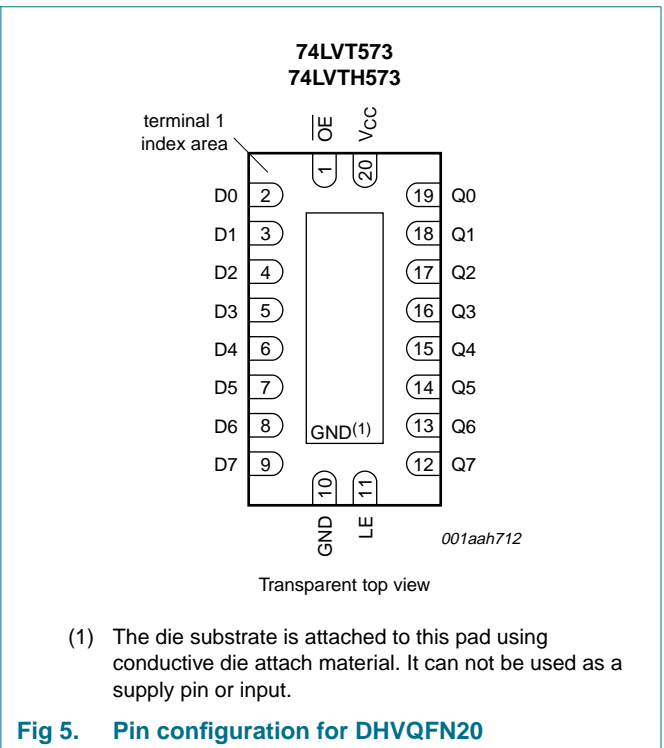 74LVT573
74LVTH573
terminal 1
index area
OE
VCC
1
20
D0 2 19 Q0
D1 3 18 Q1
D2 4 17 Q2
D3 5 16 Q3
D4 6 15 Q4
D5 7 14 Q5
D6 8 13 Q6
GND(1)
D7 9 12 Q7
10
11
GND
LE
001aah712
Transparent top view
(1) The die substrate is attached to this pad using
conductive die attach material. It can not be used as a
supply pin or input.
Fig 5. Pin configuration for DHVQFN20